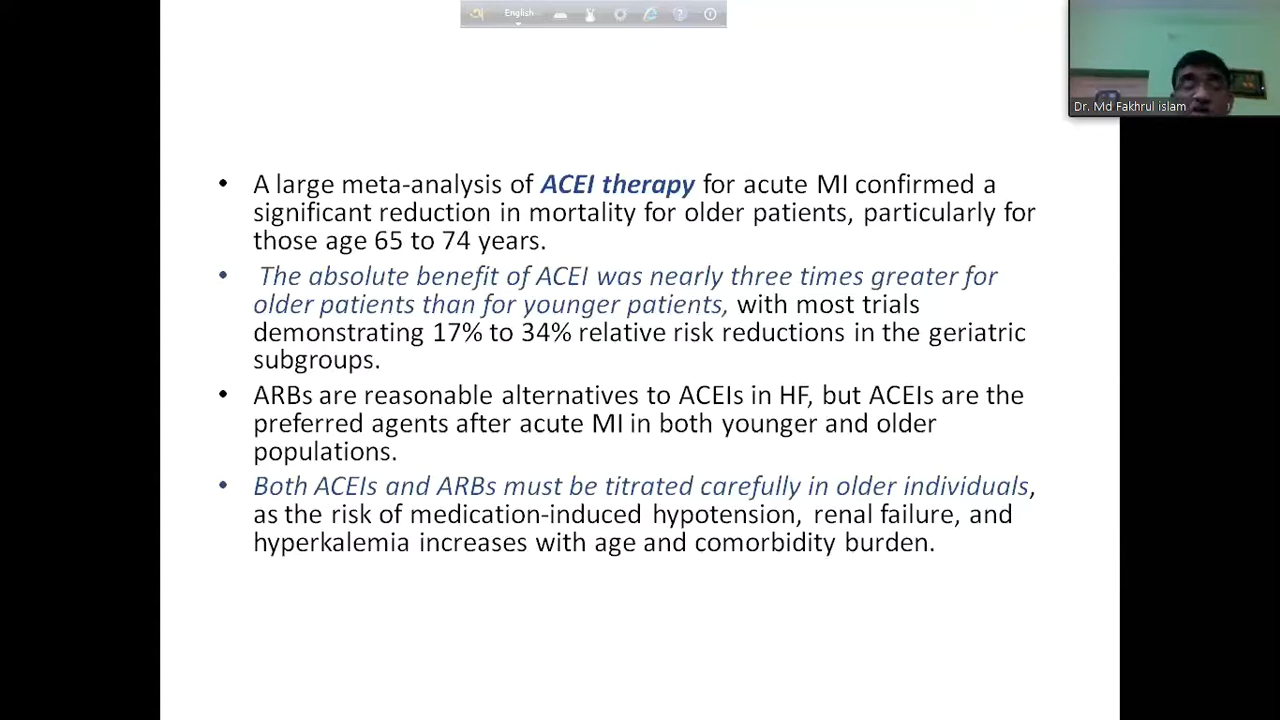 অ English
Dr. Md Fakhrul islam
• A large meta-analysis of ACEI therapy for acute MI confirmed a
significant reduction in mortality for older patients, particularly for
those age 65 to 74 years.
• The absolute benefit of ACEI was nearly three times greater for
older patients than for younger patients, with most trials
demonstrating 17% to 34% relative risk reductions in the geriatric
subgroups.
• ARBs are reasonable alternatives to ACEIs in HF, but ACEIs are the
preferred agents after acute MI in both younger and older
populations.
• Both ACEIs and ARBs must be titrated carefully in older individuals,
as the risk of medication-induced hypotension, renal failure, and
hyperkalemia increases with age and comorbidity burden.